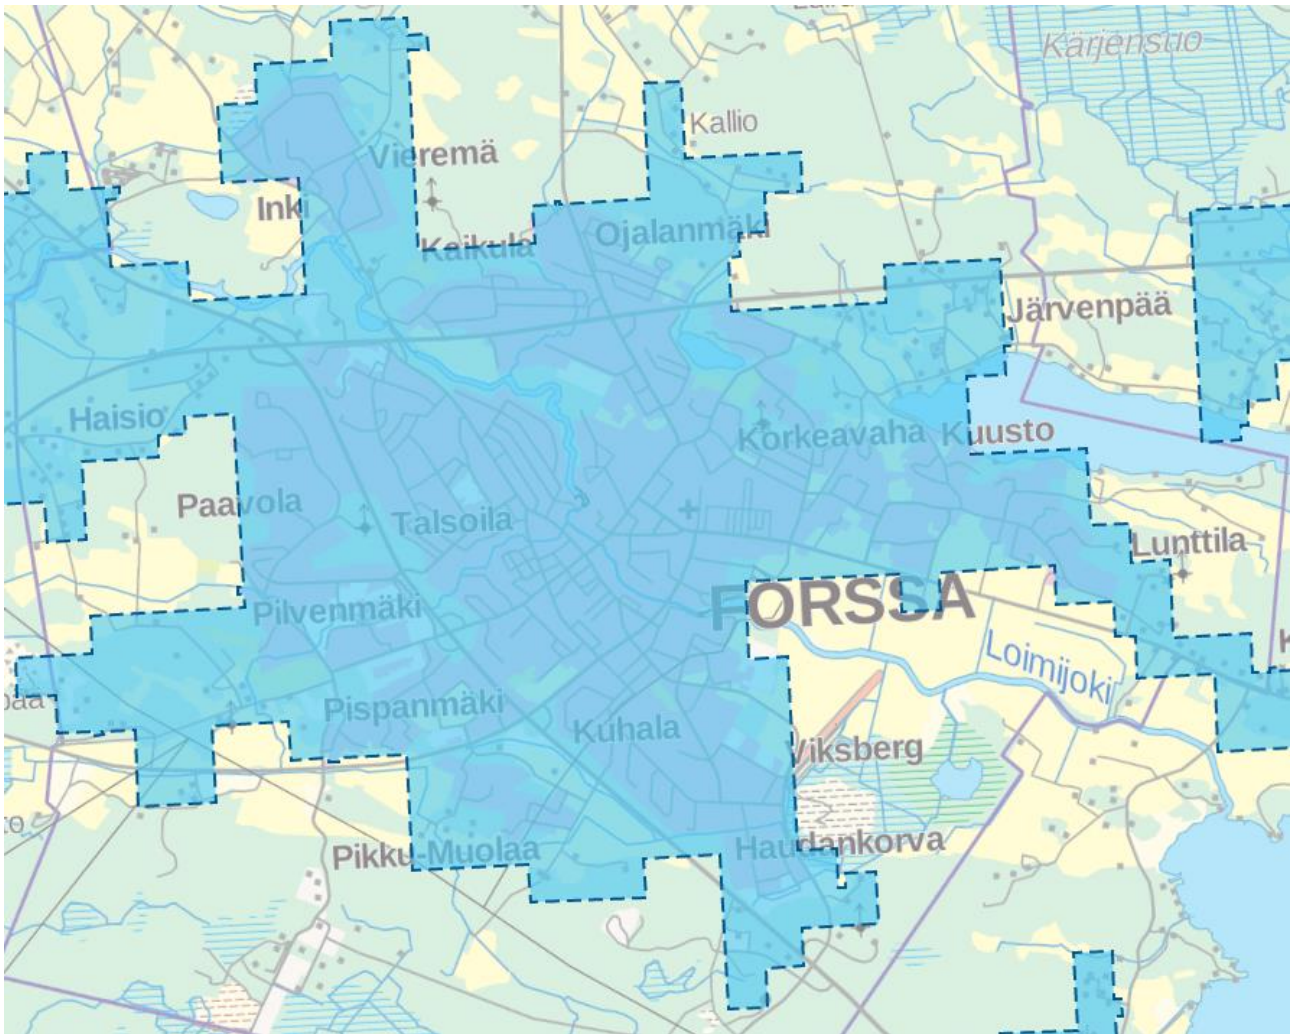 Kärjensuo
Kallio
Vieremä
Inki
Ojalanmäki
Kaikula
Järvenpää
Haisio
Korkeavaha
Kuusto
Paavola
Talsoila
Lunttila
FORSSA
Pilvenmäki
Loimijoki
Pispanmäki
Kuhala
Viksberg
Haudankorva
Pikku-Muolaa